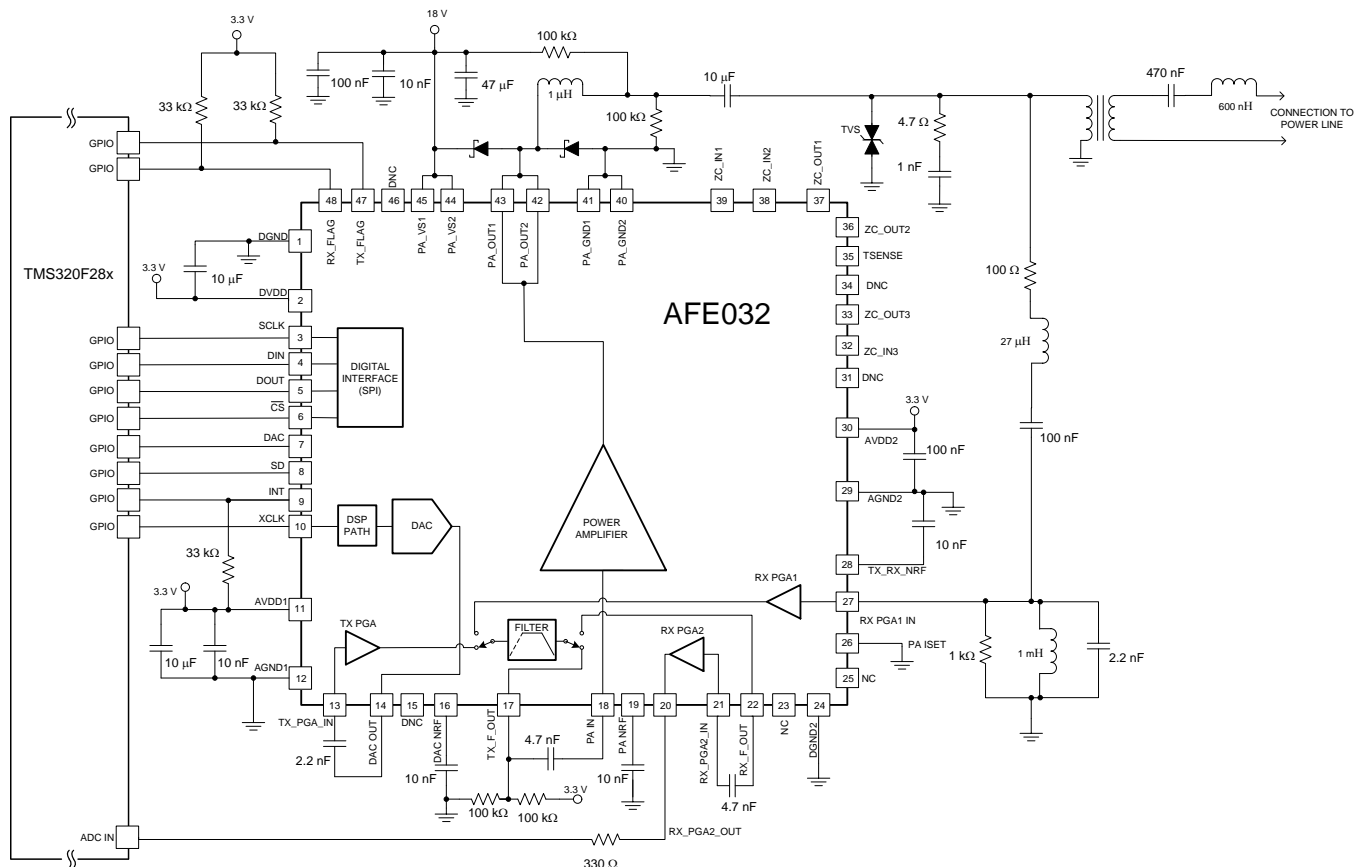 3.3 V
18 V
100 kΩ
33 kΩ
33 kΩ
100 nF
10 nF
47 µF
1 µH
100 kΩ
10 µF
470 nF
600 nH
CONNECTION TO
POWER LINE
TVS
4.7 Ω
1 nF
GPIO
GPIO
DNC
ZC_IN1
ZC_IN2
ZC_OUT1
48
47
46
45
44
43
42
41
40
39
38
37
RX_FLAG
TX_FLAG
PA_VS1
PA_VS2
PA_OUT1
PA_OUT2
PA_GND1
PA_GND2
TMS320F28x
AFE032
DGND
1
10 µF
3.3 V
DVDD
2
GPIO
SCLK
3
GPIO
DIN
4
GPIO
DOUT
5
GPIO
CS
6
DIGITAL
INTERFACE
(SPI)
GPIO
DAC
7
GPIO
SD
8
GPIO
INT
9
GPIO
XCLK
10
DSP
PATH
DAC
POWER
AMPLIFIER
33 kΩ
3.3 V
AVDD1
11
10 µF
10 nF
AGND1
12
36
ZC_OUT2
35
TSENSE
34
DNC
33
ZC_OUT3
32
ZC_IN3
31
DNC
3.3 V
30
AVDD2
100 nF
29
AGND2
10 nF
28
TX_RX_NRF
27
RX PGA1 IN
26
PA ISET
25
NC
100 Ω
27 µH
100 nF
1 kΩ
1 mH
2.2 nF
TX PGA
FILTER
RX PGA1
RX PGA2
13
14
15
16
17
18
19
20
21
22
23
24
TX_PGA_IN
DAC OUT
DNC
DAC NRF
TX_F_OUT
PA IN
PA NRF
RX_PGA2_IN
RX_F_OUT
NC
DGND2
2.2 nF
10 nF
4.7 nF
10 nF
4.7 nF
3.3 V
100 kΩ
100 kΩ
RX_PGA2_OUT
ADC IN
330 Ω